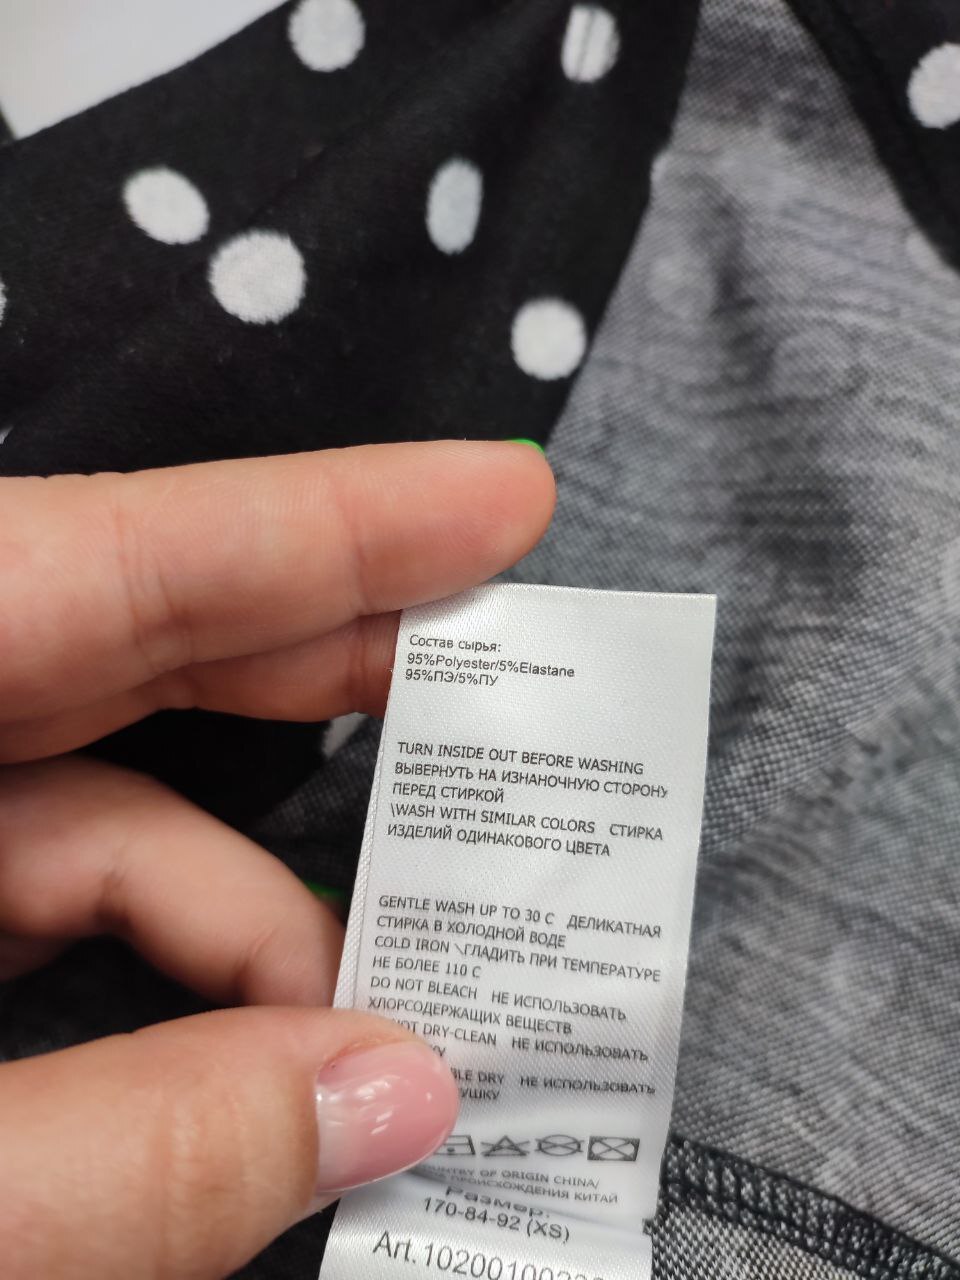 Состав сырья:
95%Polyester/5%Elastane
95%ПЭ/5%ПУ
TURN INSIDE OUT BEFORE WASHING
ВЫВЕРНУТЬ НА ИЗНАНОЧНУЮ СТОРОНУ
ПЕРЕД СТИРКОЙ
\WASH WITH SIMILAR COLORS СТИРКА
ИЗДЕЛИЙ ОДИНАКОВОГО ЦВЕТА
GENTLE WASH UP TO 30 C ДЕЛИКАТНАЯ
СТИРКА В ХОЛОДНОЙ ВОДЕ
COLD IRON \ГЛАДИТЬ ПРИ ТЕМПЕРАТУРЕ
НЕ БОЛЕЕ 110 С
DO NOT BLEACH НЕ ИСПОЛЬЗОВАТЬ
ХЛОРСОДЕРЖАЩИХ ВЕЩЕСТВ
NOT DRY-CLEAN НЕ ИСПОЛЬЗОВАТЬ
DRY НЕ ИСПОЛЬЗОВАТЬ
COUNTRY OF ORIGIN CHINA/
ПРОИСХОЖДЕНИЯ КИТАЙ
Размер:
170-84-92 (XS)